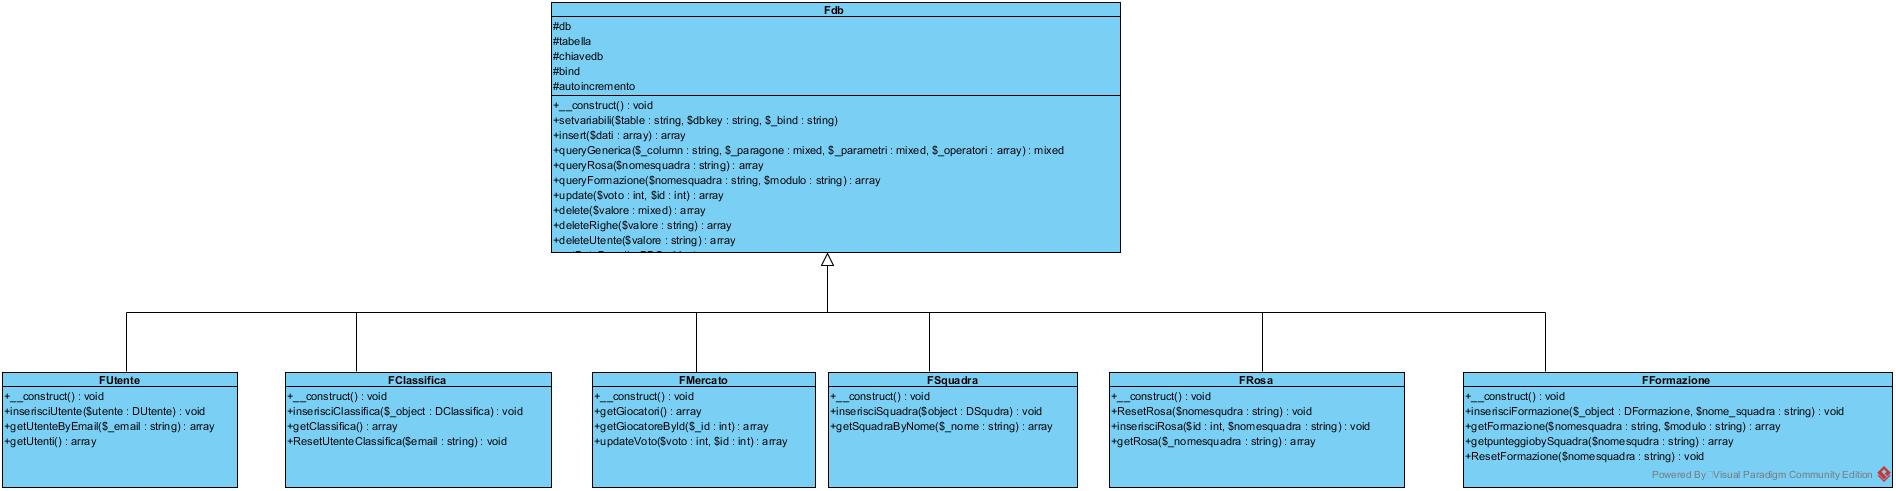 Fdb
#db
#tabella
#chiavedb
#bind
#autoincremento
+__construct() : void
+setvariabili($table : string, $dbkey : string, $_bind : string)
+insert($dati : array) : array
+queryGenerica($_column : string, $_paragone : mixed, $_parametri : mixed, $_operatori : array) : mixed
+queryRosa($nomesquadra : string) : array
+queryFormazione($nomesquadra : string, $modulo : string) : array
+update($voto : int, $id : int) : array
+delete($valore : mixed) : array
+deleteRighe($valore : string) : array
+deleteUtente($valore : string) : array
FUtente
+__construct() : void
+inserisciUtente($utente : DUtente) : void
+getUtenteByEmail($_email : string) : array
+getUtenti() : array
FClassifica
+__construct() : void
+inserisciClassifica($_object : DClassifica) : void
+getClassifica() : array
+ResetUtenteClassifica($email : string) : void
FMercato
+__construct() : void
+getGiocatori() : array
+getGiocatoreById($_id : int) : array
+updateVoto($voto : int, $id : int) : array
FSquadra
+__construct() : void
+inserisciSquadra($object : DSqudra) : void
+getSquadraByNome($_nome : string) : array
FRosa
+__construct() : void
+ResetRosa($nomesqudra : string) : void
+inserisciRosa($id : int, $nomesquadra : string) : void
+getRosa($_nomesquadra : string) : array
FFormazione
+__construct() : void
+inserisciFormazione($_object : DFormazione, $nome_squadra : string) : void
+getFormazione($nomesquadra : string, $modulo : string) : array
+getpunteggiobySquadra($nomesqudra : string) : array
+ResetFormazione($nomesquadra : string) : void
Powered By Visual Paradigm Community Edition